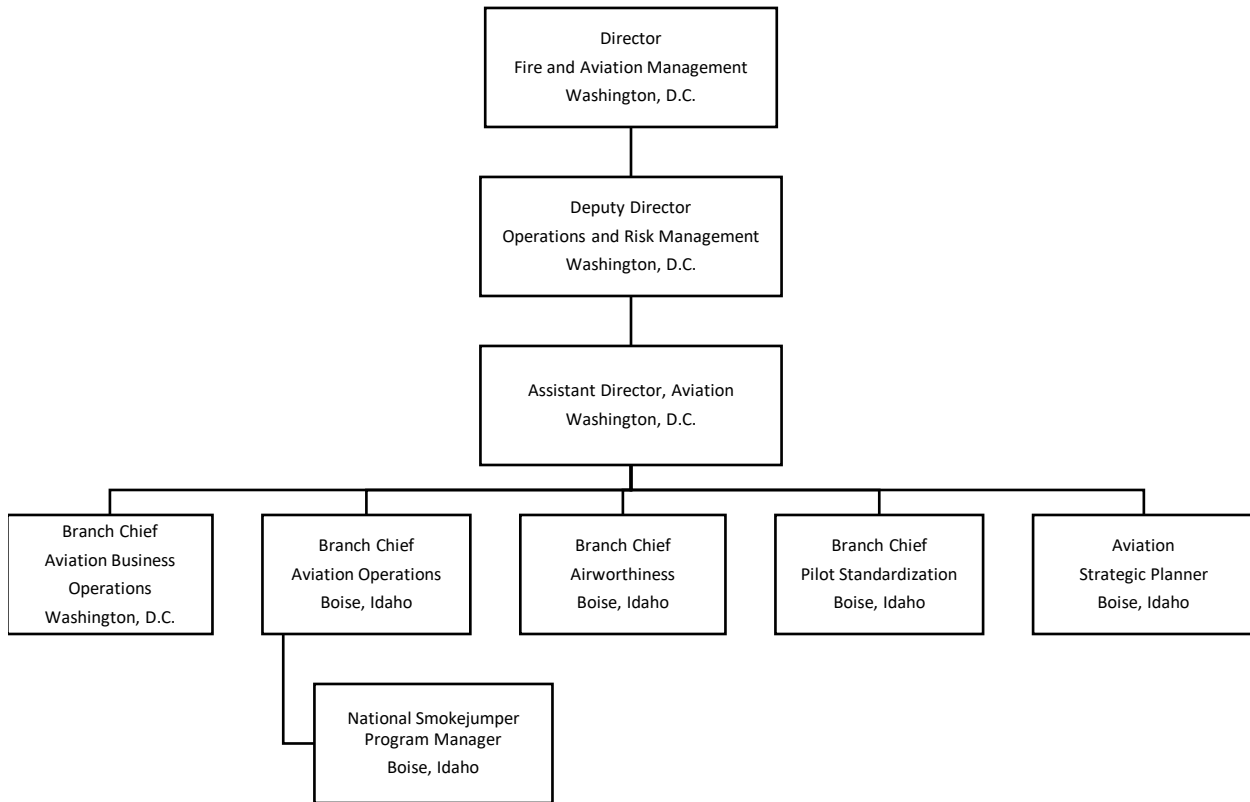 Director
Fire and Aviation Management
Washington, D.C.
Deputy Director
Operations and Risk Management
Washington, D.C.
Assistant Director, Aviation
Washington, D.C.
Branch Chief
Aviation Business
Operations
Washington, D.C.
Branch Chief
Aviation Operations
Boise, Idaho
Branch Chief
Airworthiness
Boise, Idaho
Branch Chief
Pilot Standardization
Boise, Idaho
Aviation
Strategic Planner
Boise, Idaho
National Smokejumper
Program Manager
Boise, Idaho